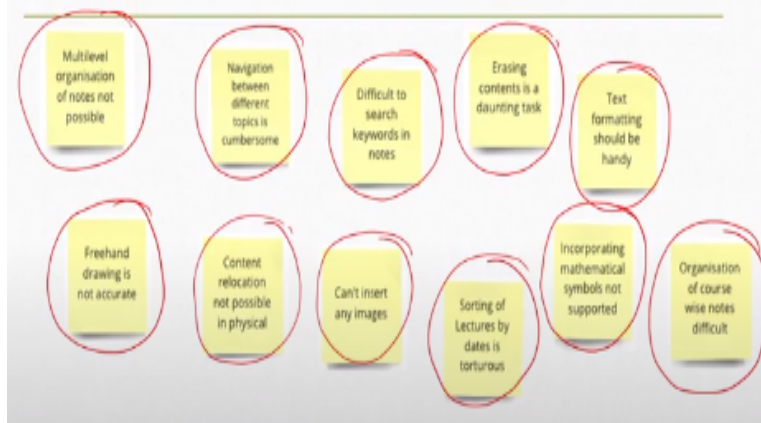 Multilevel
organisation
of notes not
possible
Navigation
between
different
topics is
cumbersome
Difficult to
search
keywords in
notes
Erasing
contents is a
daunting task
Text
formatting
should be
handy
Freehand
drawing is
not accurate
Content
relocation
not possible
in physical
Can't insert
any images
Sorting of
Lectures by
dates is
torturous
Incorporating
mathematical
symbols not
supported
Organisation
of course
wise notes
difficult